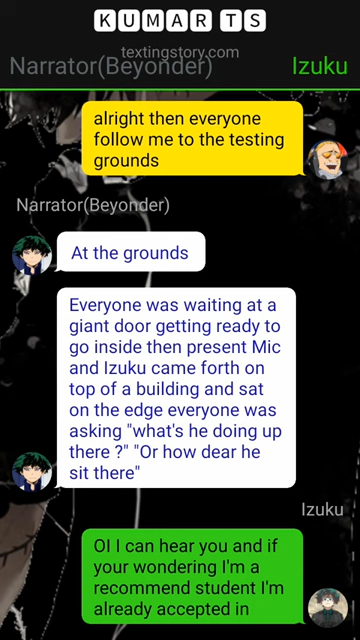 KUMAR TS
textingstory.com
Narrator(Beyonder)
Izuku
alright then everyone
follow me to the testing
grounds
Narrator(Beyonder)
At the grounds
Everyone was waiting at a
giant door getting ready to
go inside then present Mic
and Izuku came forth on
top of a building and sat
on the edge everyone was
asking "what's he doing up
there ?" "Or how dear he
sit there"
Izuku
OI I can hear you and if
your wondering I'm a
recommend student I'm
already accepted in